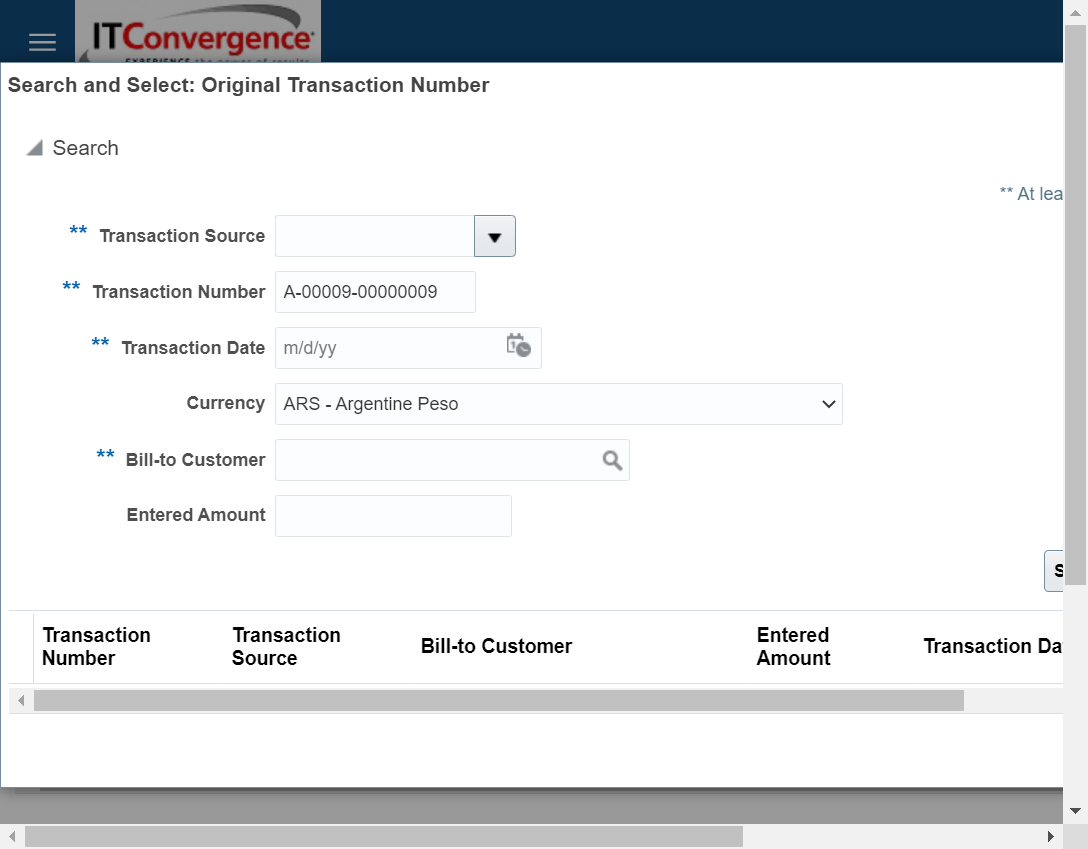 ITConvergence
EXPERIENCE the power of results
Search and Select: Original Transaction Number
Search
** At lea
** Transaction Source
** Transaction Number A-00009-00000009
** Transaction Date m/d/yy
Currency ARS - Argentine Peso
** Bill-to Customer
Entered Amount
S
Transaction Number
Transaction Source
Bill-to Customer
Entered Amount
Transaction Da